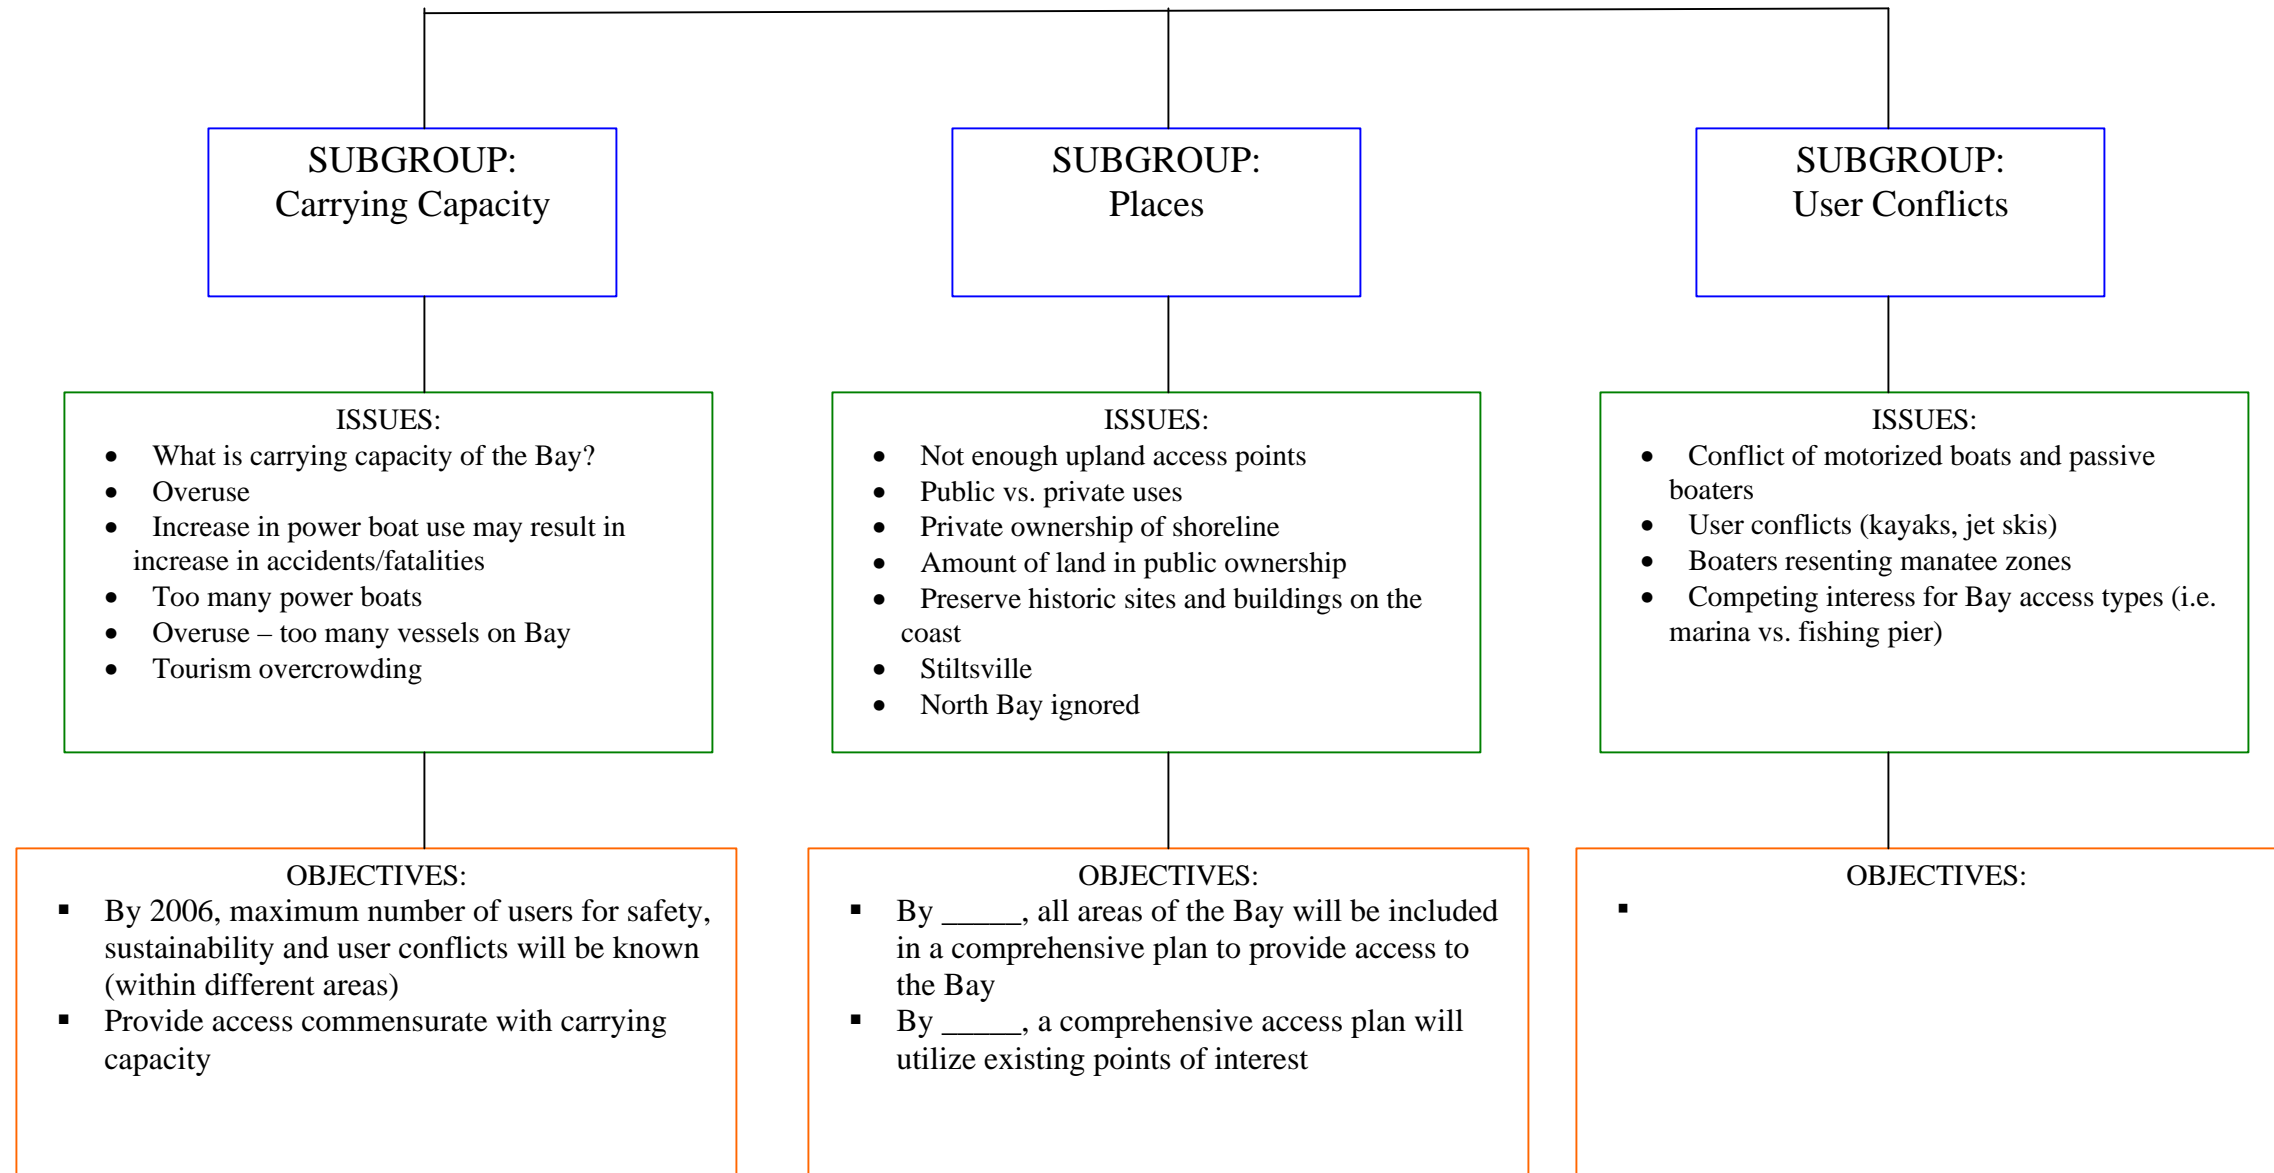 SUBGROUP:
Carrying Capacity
SUBGROUP:
Places
SUBGROUP:
User Conflicts
ISSUES:
• What is carrying capacity of the Bay?
• Overuse
• Increase in power boat use may result in
increase in accidents/fatalities
• Too many power boats
• Overuse – too many vessels on Bay
• Tourism overcrowding
ISSUES:
• Not enough upland access points
• Public vs. private uses
• Private ownership of shoreline
• Amount of land in public ownership
• Preserve historic sites and buildings on the
coast
• Stiltsville
• North Bay ignored
ISSUES:
• Conflict of motorized boats and passive
boaters
• User conflicts (kayaks, jet skis)
• Boaters resenting manatee zones
• Competing interess for Bay access types (i.e.
marina vs. fishing pier)
OBJECTIVES:
▪ By 2006, maximum number of users for safety,
sustainability and user conflicts will be known
(within different areas)
▪ Provide access commensurate with carrying
capacity
OBJECTIVES:
▪ By _____, all areas of the Bay will be included
in a comprehensive plan to provide access to
the Bay
▪ By _____, a comprehensive access plan will
utilize existing points of interest
OBJECTIVES:
▪